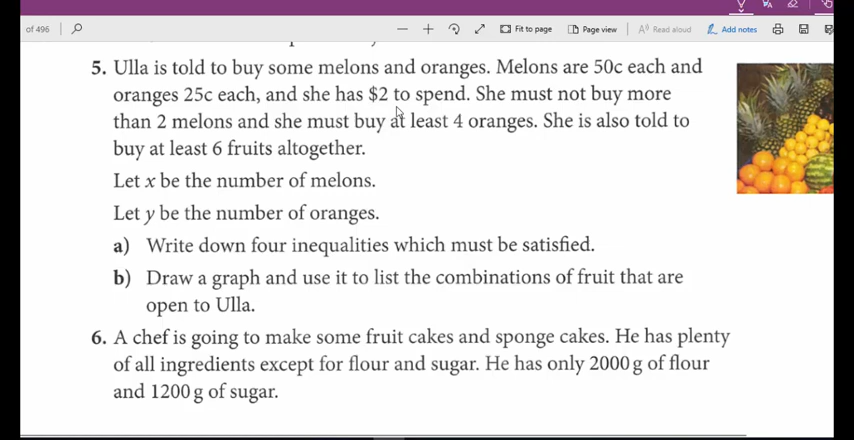 of 496
Fit to page
Page view
Read aloud
Add notes
5. Ulla is told to buy some melons and oranges. Melons are 50c each and
oranges 25c each, and she has $2 to spend. She must not buy more
than 2 melons and she must buy at least 4 oranges. She is also told to
buy at least 6 fruits altogether.
Let x be the number of melons.
Let y be the number of oranges.
a) Write down four inequalities which must be satisfied.
b) Draw a graph and use it to list the combinations of fruit that are
open to Ulla.
6. A chef is going to make some fruit cakes and sponge cakes. He has plenty
of all ingredients except for flour and sugar. He has only 2000 g of flour
and 1200 g of sugar.